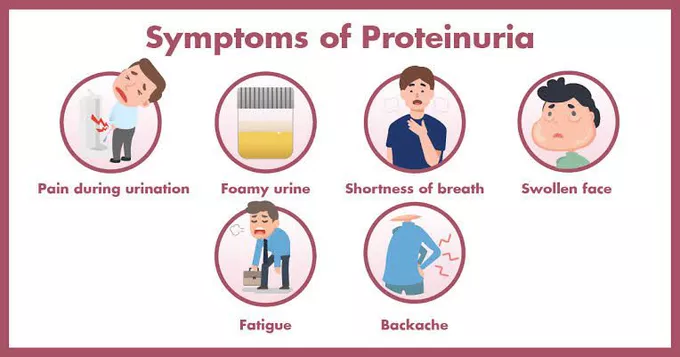 Symptoms of Proteinuria
Pain during urination
Foamy urine
Shortness of breath
Swollen face
Fatigue
Backache